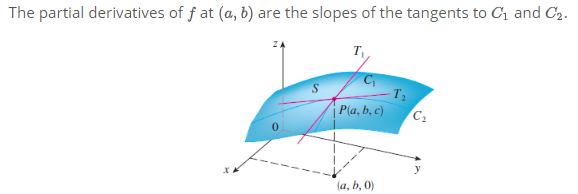 The partial derivatives of f at (a, b) are the slopes of the tangents to C₁ and C₂.
z
T₁
C₁
S
T₂
P(a, b, c)
C₂
0
x
y
(a, b, 0)